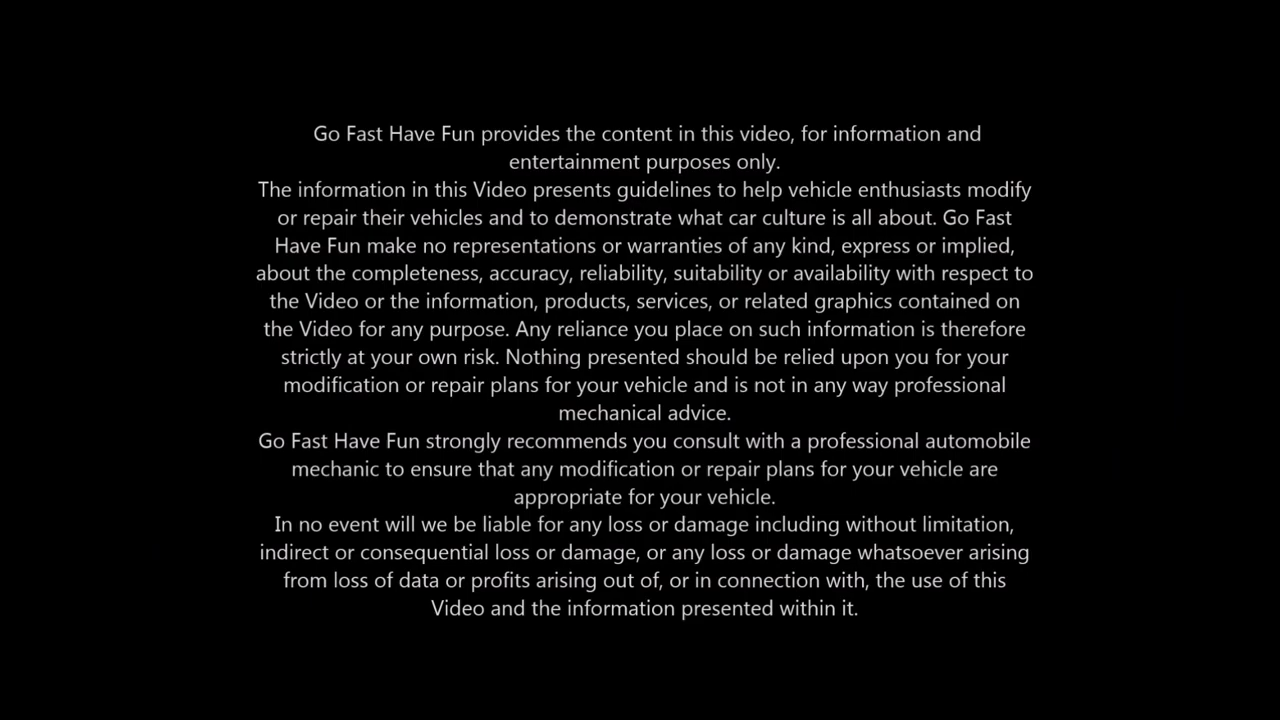 Go Fast Have Fun provides the content in this video, for information and
entertainment purposes only.
The information in this Video presents guidelines to help vehicle enthusiasts modify
or repair their vehicles and to demonstrate what car culture is all about. Go Fast
Have Fun make no representations or warranties of any kind, express or implied,
about the completeness, accuracy, reliability, suitability or availability with respect to
the Video or the information, products, services, or related graphics contained on
the Video for any purpose. Any reliance you place on such information is therefore
strictly at your own risk. Nothing presented should be relied upon you for your
modification or repair plans for your vehicle and is not in any way professional
mechanical advice.
Go Fast Have Fun strongly recommends you consult with a professional automobile
mechanic to ensure that any modification or repair plans for your vehicle are
appropriate for your vehicle.
In no event will we be liable for any loss or damage including without limitation,
indirect or consequential loss or damage, or any loss or damage whatsoever arising
from loss of data or profits arising out of, or in connection with, the use of this
Video and the information presented within it.